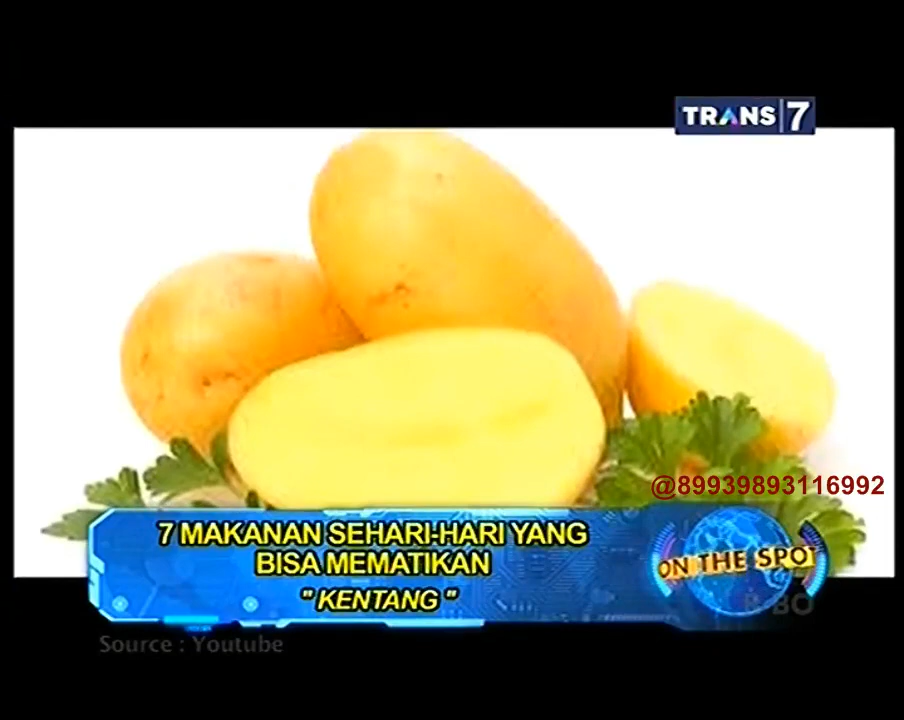 TRANS|7
@89939893116992
7 MAKANAN SEHARI-HARI YANG
BISA MEMATIKAN
" KENTANG "
ON THE SPOT
Source : Youtube